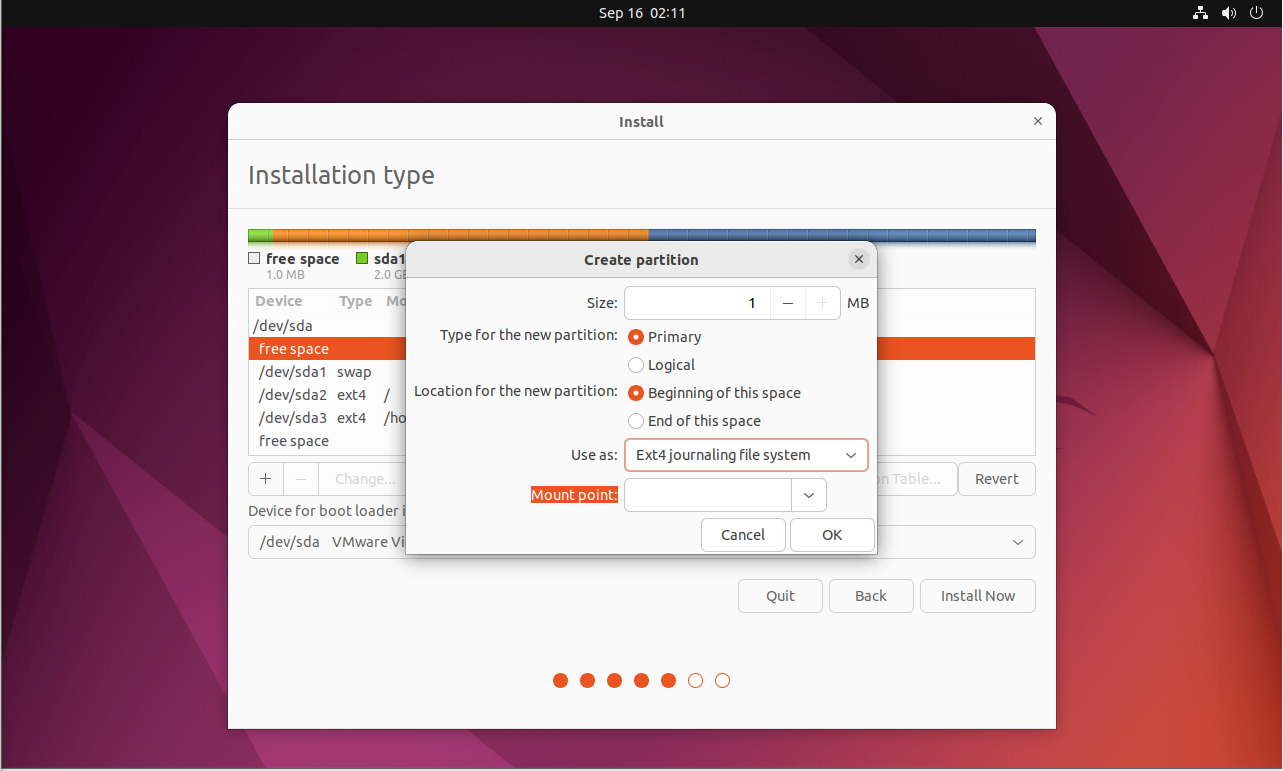 Sep 16 02:11
Install
Installation type
free space
sda1
1.0 MB
2.0 GB
Device Type Mo
/dev/sda
free space
/dev/sda1 swap
/dev/sda2 ext4 /
/dev/sda3 ext4 /ho
free space
+ − Change...
n Table... Revert
Device for boot loader i
/dev/sda VMware Vi
Quit Back Install Now
Create partition
Size: 1 − + MB
Type for the new partition: Primary
Logical
Location for the new partition: Beginning of this space
End of this space
Use as: Ext4 journaling file system
Mount point:
Cancel OK